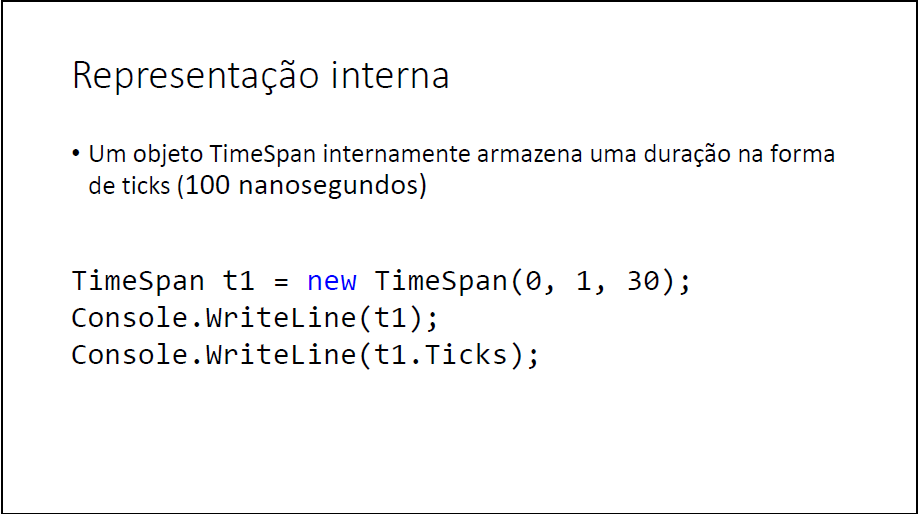 Representação interna
• Um objeto TimeSpan internamente armazena uma duração na forma
de ticks (100 nanosegundos)
TimeSpan t1 = new TimeSpan(0, 1, 30);
Console.WriteLine(t1);
Console.WriteLine(t1.Ticks);